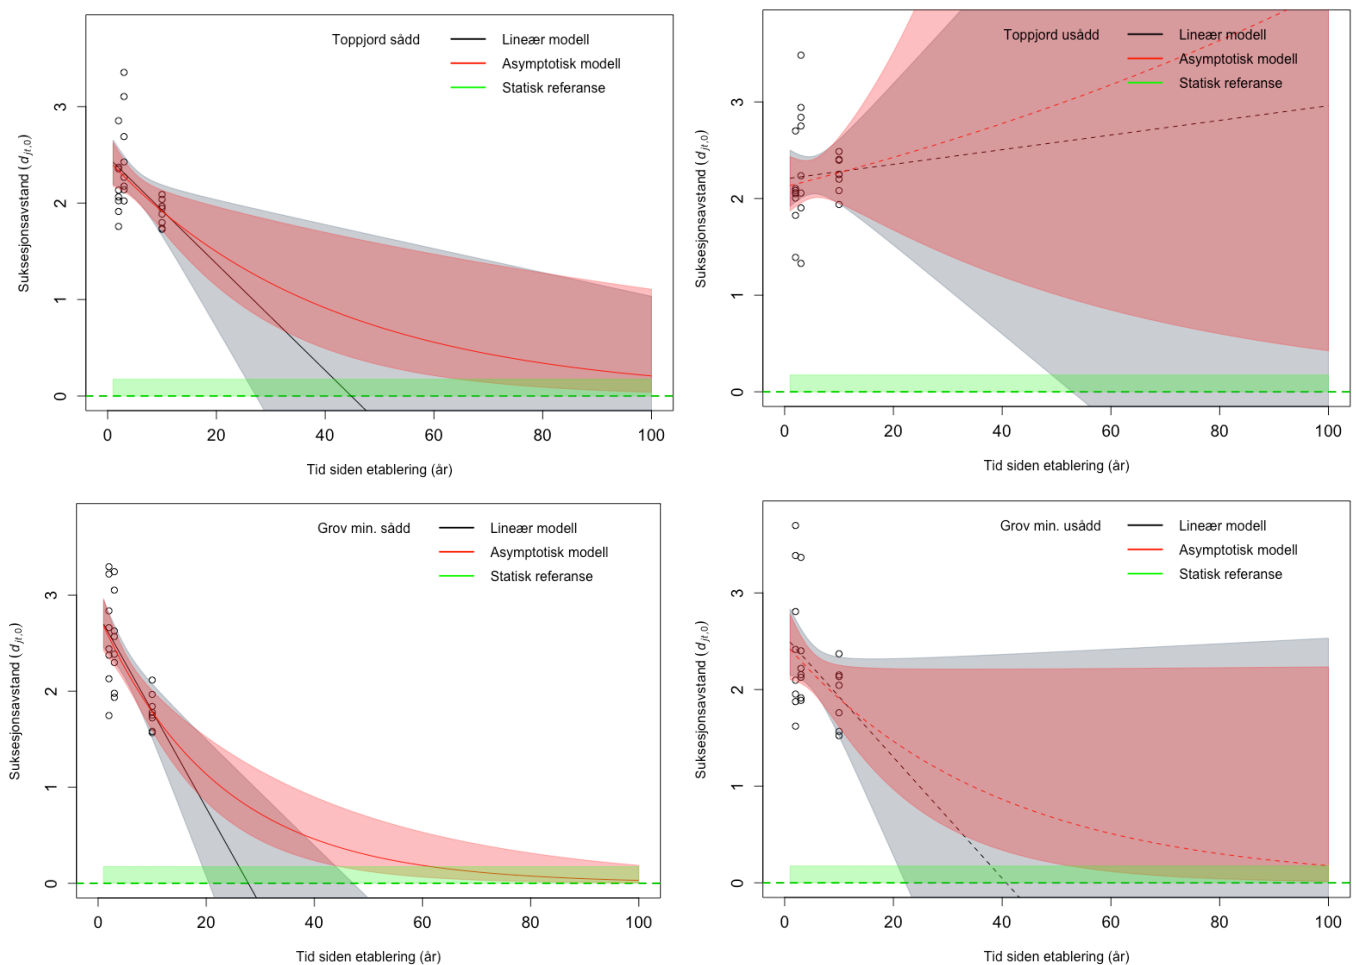 Toppjord sådd
Lineær modell
Asymptotisk modell
Statisk referanse
Suksesjonsavstand (d_{jt,0})
3
2
1
0
0 20 40 60 80 100
Tid siden etablering (år)
Toppjord usådd
Lineær modell
Asymptotisk modell
Statisk referanse
Suksesjonsavstand (d_{jt,0})
3
2
1
0
0 20 40 60 80 100
Tid siden etablering (år)
Grov min. sådd
Lineær modell
Asymptotisk modell
Statisk referanse
Suksesjonsavstand (d_{jt,0})
3
2
1
0
0 20 40 60 80 100
Tid siden etablering (år)
Grov min. usådd
Lineær modell
Asymptotisk modell
Statisk referanse
Suksesjonsavstand (d_{jt,0})
3
2
1
0
0 20 40 60 80 100
Tid siden etablering (år)